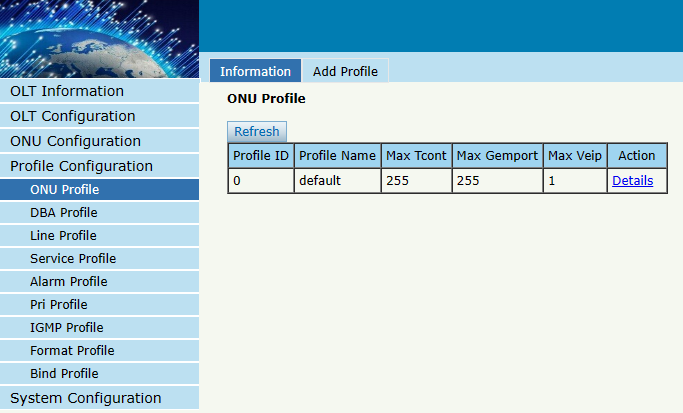 OLT Information
OLT Configuration
ONU Configuration
Profile Configuration
ONU Profile
DBA Profile
Line Profile
Service Profile
Alarm Profile
Pri Profile
IGMP Profile
Format Profile
Bind Profile
System Configuration
Information Add Profile
ONU Profile
Refresh
Profile ID Profile Name Max Tcont Max Gemport Max Veip Action
0 default 255 255 1 Details